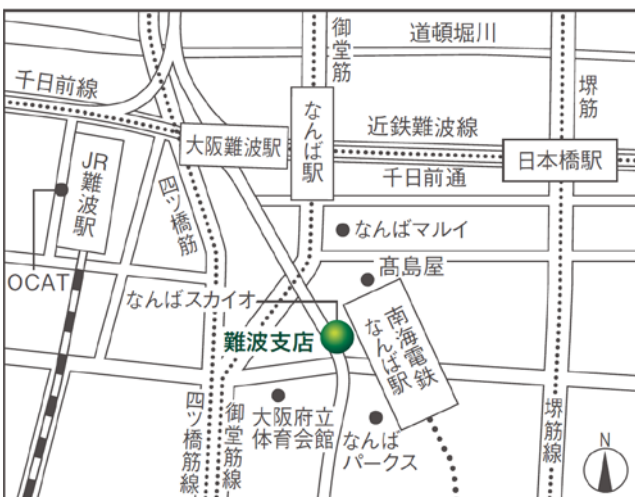 御堂筋
道頓堀川
千日前線
堺筋
なんば駅
近鉄難波線
大阪難波駅
日本橋駅
JR
難波駅
千日前通
四ツ橋筋
なんばマルイ
髙島屋
OCAT
なんばスカイオ
難波支店
南海電鉄
なんば駅
大阪府立
体育会館
なんば
パークス
四ツ橋筋線
御堂筋線
堺筋線
N